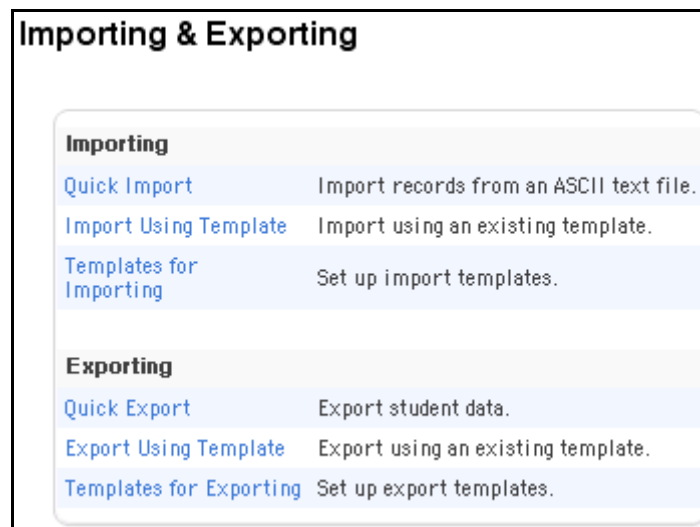 Importing & Exporting
Importing
Quick Import Import records from an ASCII text file.
Import Using Template Import using an existing template.
Templates for
Importing Set up import templates.
Exporting
Quick Export Export student data.
Export Using Template Export using an existing template.
Templates for Exporting Set up export templates.